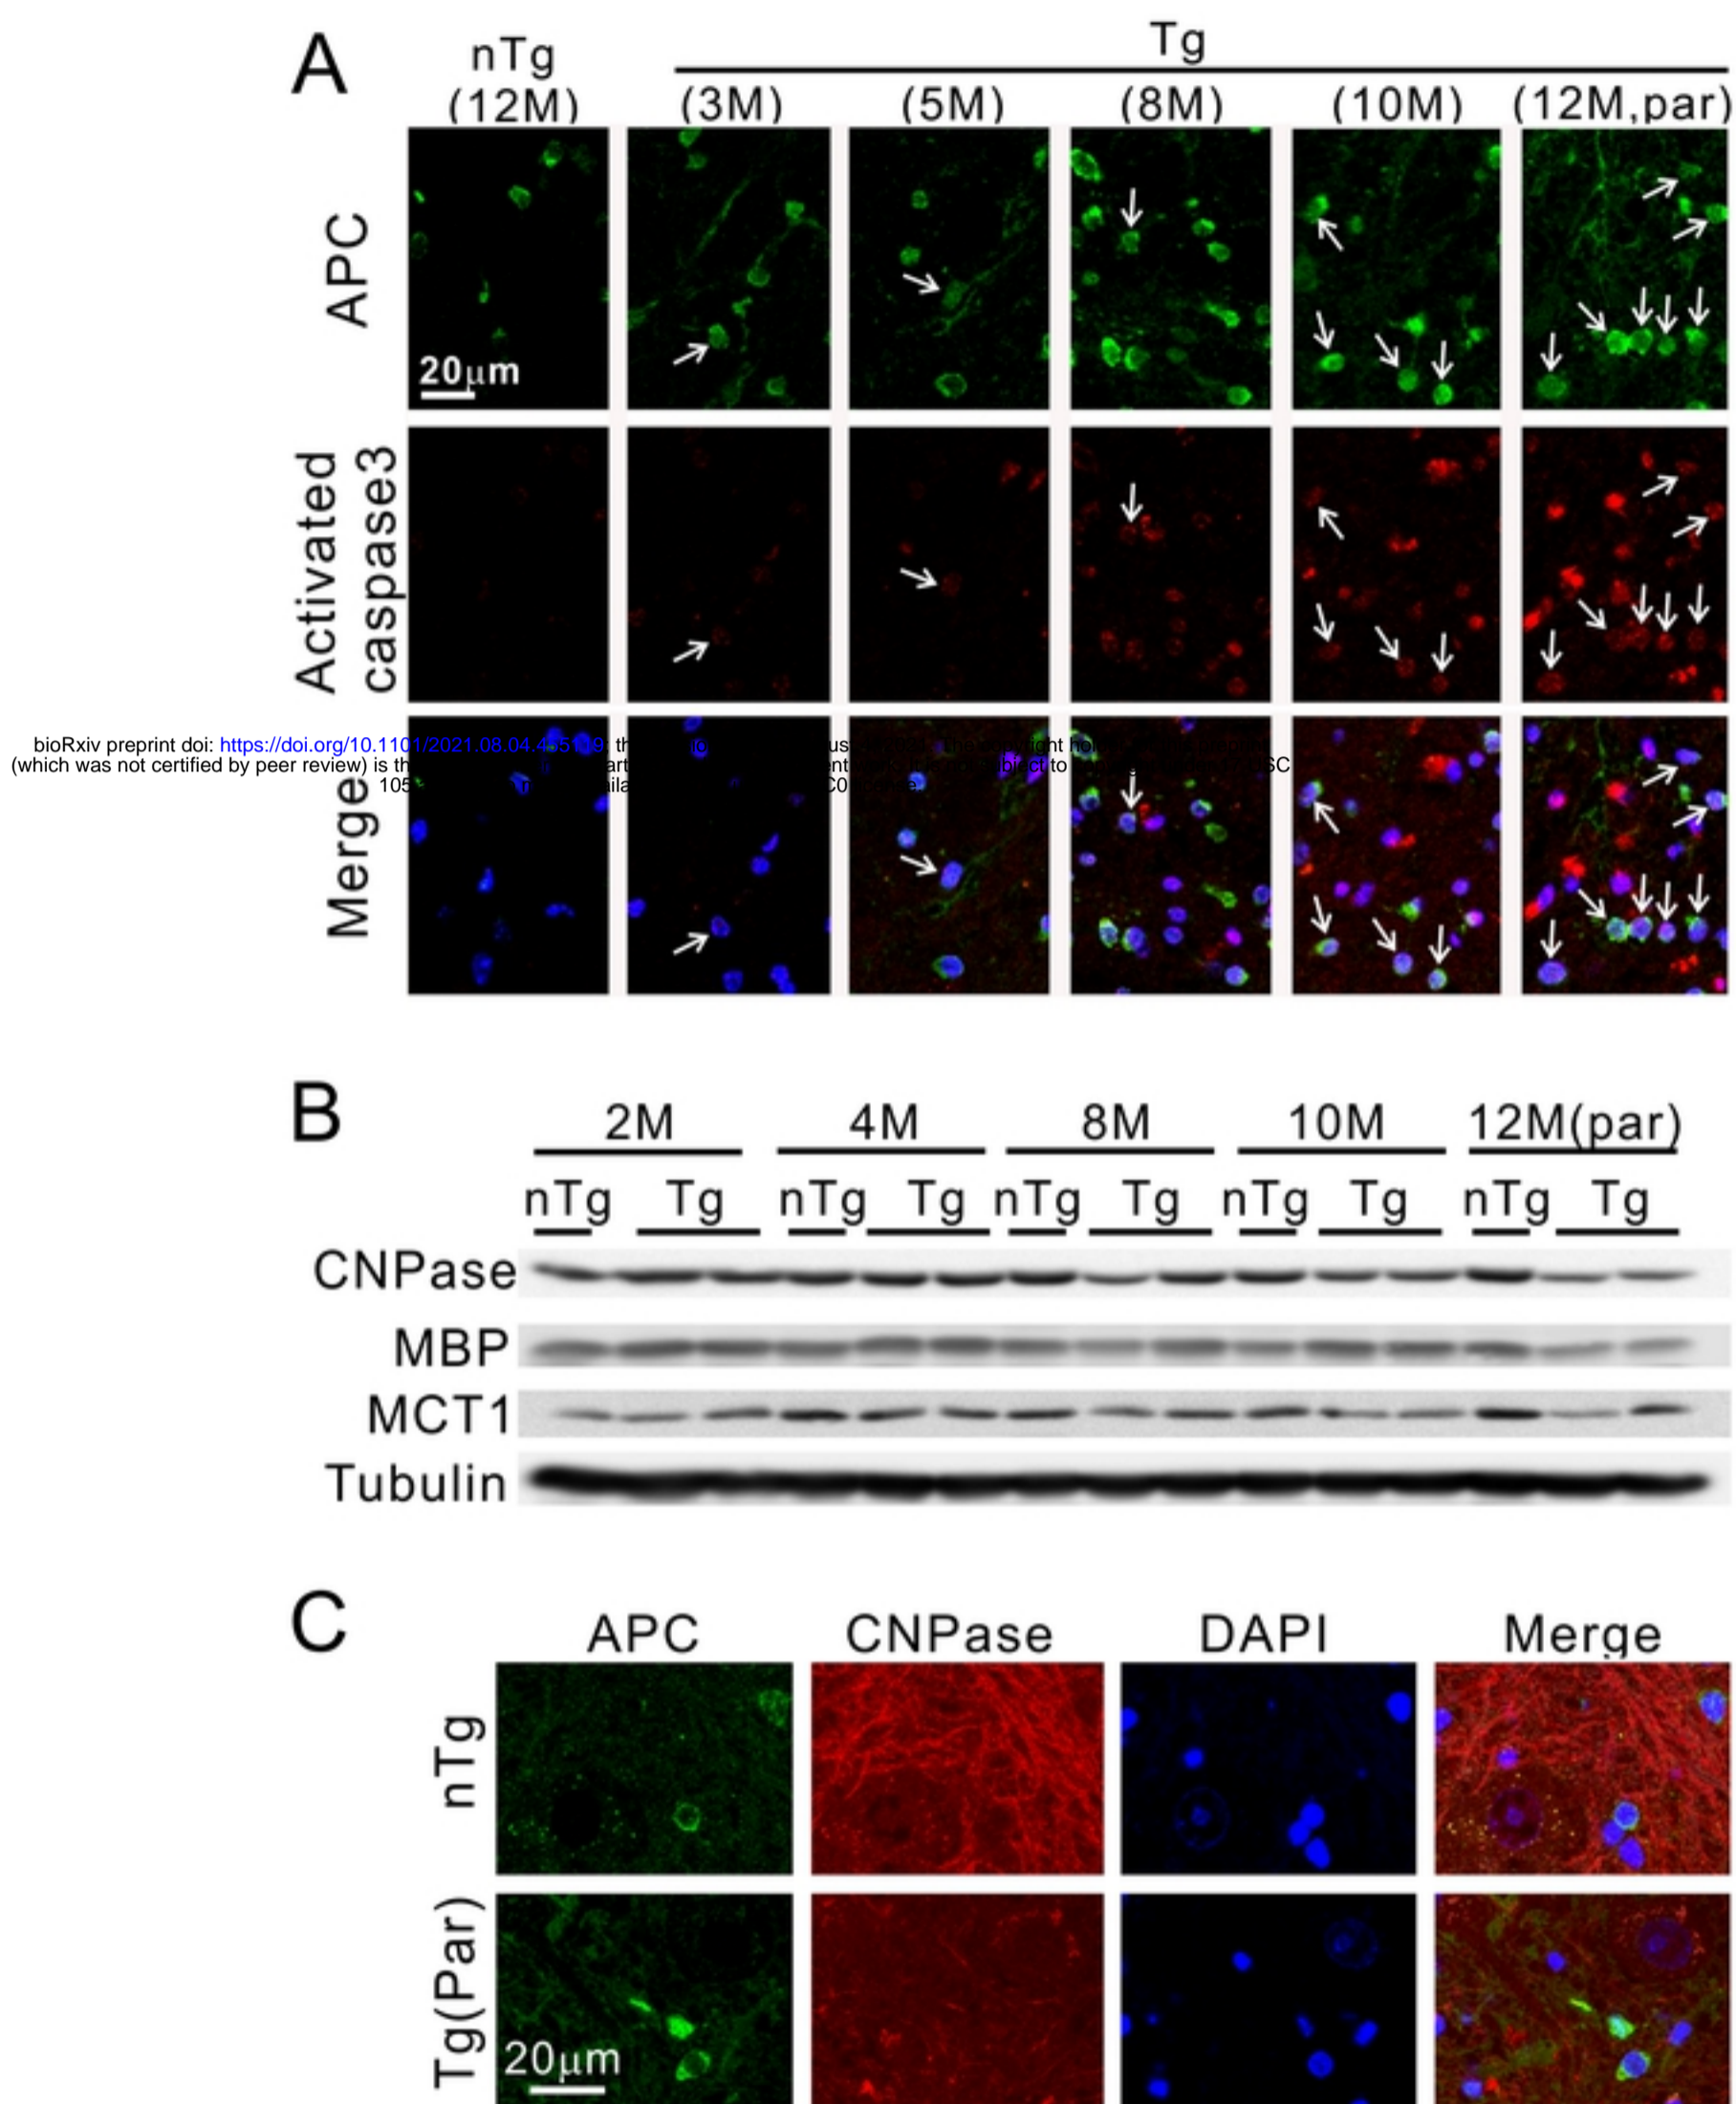 A
nTg
Tg
(12M)
(3M)
(5M)
(8M)
(10M)
(12M,par)
APC
20μm
Activated
caspase3
bioRxiv preprint doi: https://doi.org/10.1101/2021.08.04.
(which was not certified by peer review) is
105
Merge
B
2M
4M
8M
10M
12M(par)
nTg
Tg
nTg
Tg
nTg
Tg
nTg
Tg
nTg
Tg
CNPase
MBP
MCT1
Tubulin
C
APC
CNPase
DAPI
Merge
nTg
Tg(Par)
20μm